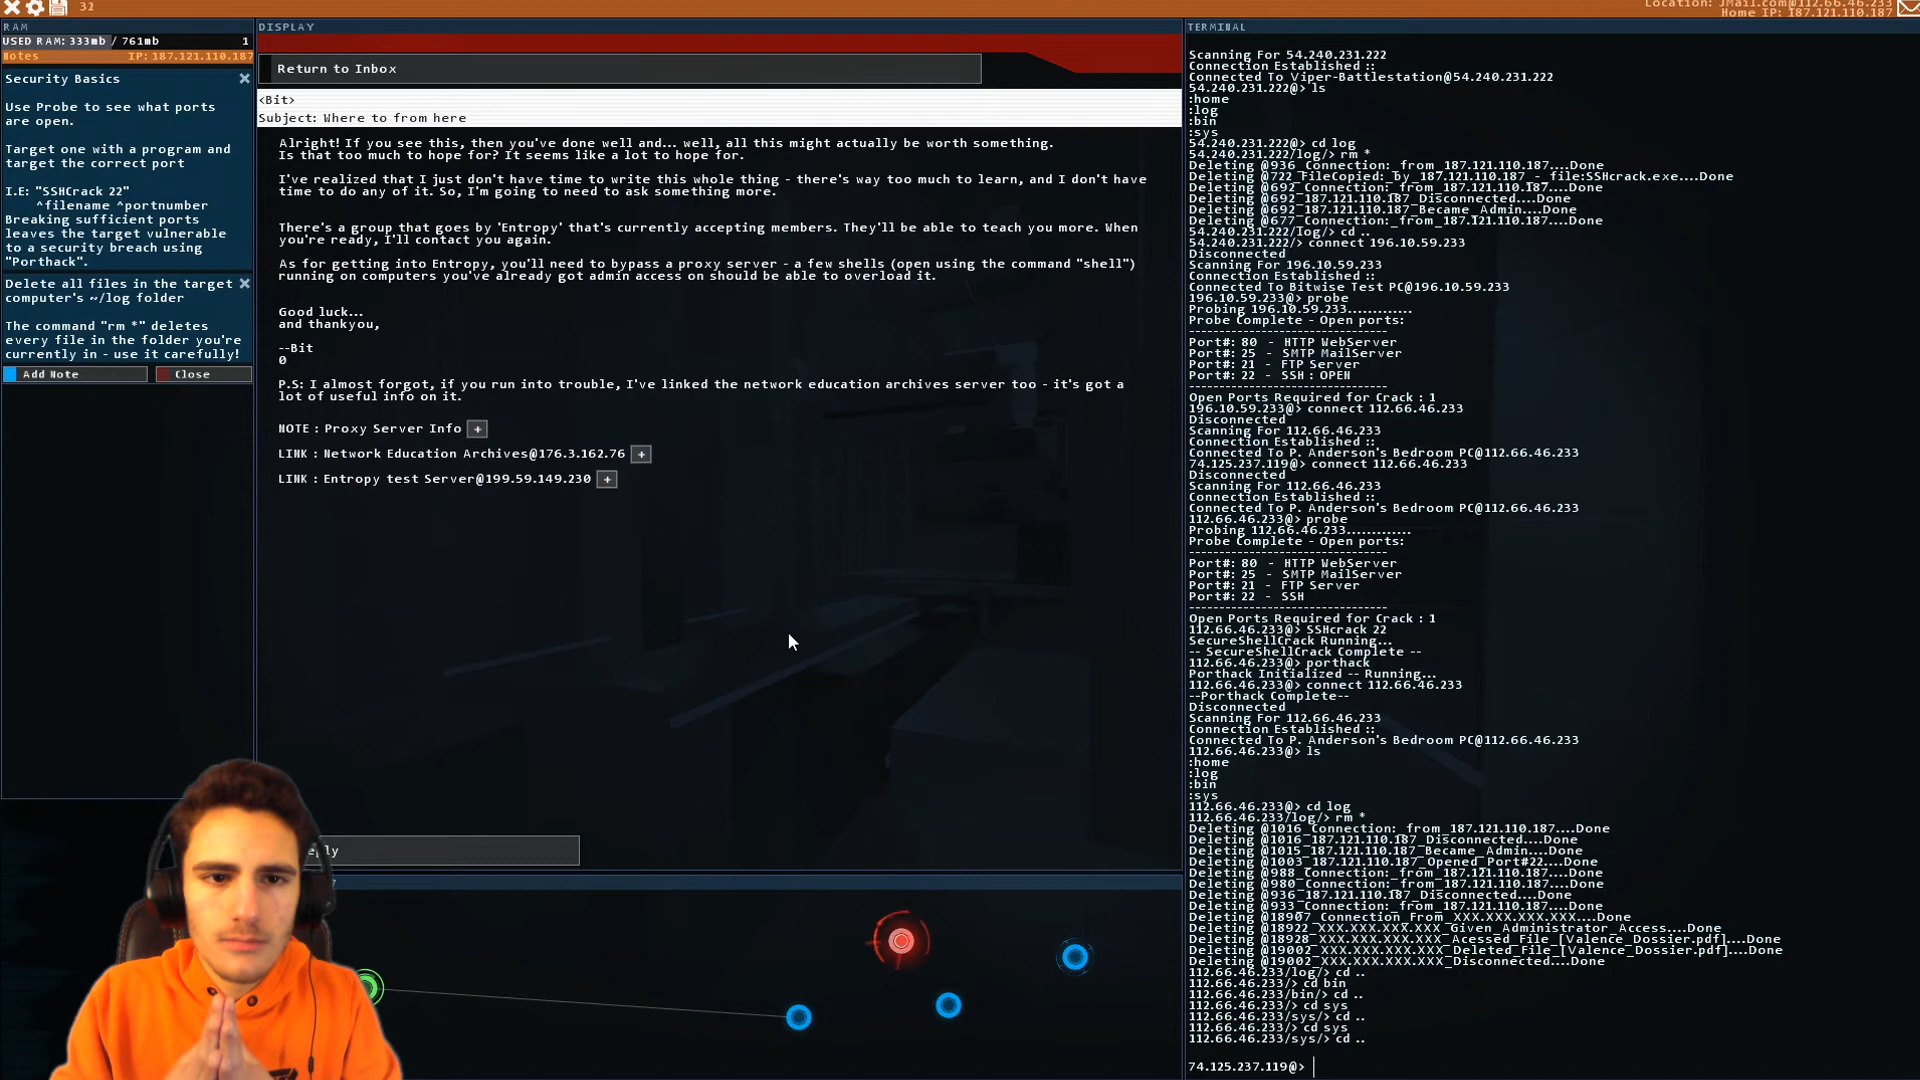 32
Location: JMail.com@112.66.46.233
Home IP: 187.121.110.187
RAM
USED RAM: 333mb / 761mb 1
Notes IP: 187.121.110.187
Security Basics
Use Probe to see what ports
are open.
Target one with a program and
target the correct port
I.E: "SSHCrack 22"
^filename ^portnumber
Breaking sufficient ports
leaves the target vulnerable
to a security breach using
"Porthack".
Delete all files in the target
computer's ~/log folder
The command "rm *" deletes
every file in the folder you're
currently in - use it carefully!
Add Note Close
DISPLAY
Return to Inbox
<Bit>
Subject: Where to from here
Alright! If you see this, then you've done well and... well, all this might actually be worth something.
Is that too much to hope for? It seems like a lot to hope for.
I've realized that I just don't have time to write this whole thing - there's way too much to learn, and I don't have
time to do any of it. So, I'm going to need to ask something more.
There's a group that goes by 'Entropy' that's currently accepting members. They'll be able to teach you more. When
you're ready, I'll contact you again.
As for getting into Entropy, you'll need to bypass a proxy server - a few shells (open using the command "shell")
running on computers you've already got admin access on should be able to overload it.
Good luck...
and thankyou,
--Bit
0
P.S: I almost forgot, if you run into trouble, I've linked the network education archives server too - it's got a
lot of useful info on it.
NOTE : Proxy Server Info +
LINK : Network Education Archives@176.3.162.76 +
LINK : Entropy test Server@199.59.149.230 +
eply
TERMINAL
Scanning For 54.240.231.222
Connection Established ::
Connected To Viper-Battlestation@54.240.231.222
54.240.231.222@> ls
:home
:log
:bin
:sys
54.240.231.222@> cd log
54.240.231.222/log/> rm *
Deleting @936_Connection:_from_187.121.110.187....Done
Deleting @722_FileCopied:_by_187.121.110.187_-_file:SSHcrack.exe....Done
Deleting @692_Connection:_from_187.121.110.187....Done
Deleting @692_187.121.110.187_Disconnected....Done
Deleting @692_187.121.110.187_Became_Admin....Done
Deleting @677_Connection:_from_187.121.110.187....Done
54.240.231.222/log/> cd ..
54.240.231.222/> connect 196.10.59.233
Disconnected
Scanning For 196.10.59.233
Connection Established ::
Connected To Bitwise Test PC@196.10.59.233
196.10.59.233@> probe
Probing 196.10.59.233.............
Probe Complete - Open ports:
---------------------------------
Port#: 80 - HTTP WebServer
Port#: 25 - SMTP MailServer
Port#: 21 - FTP Server
Port#: 22 - SSH : OPEN
---------------------------------
Open Ports Required for Crack : 1
196.10.59.233@> connect 112.66.46.233
Disconnected
Scanning For 112.66.46.233
Connection Established ::
Connected To P. Anderson's Bedroom PC@112.66.46.233
74.125.237.119@> connect 112.66.46.233
Disconnected
Scanning For 112.66.46.233
Connection Established ::
Connected To P. Anderson's Bedroom PC@112.66.46.233
112.66.46.233@> probe
Probing 112.66.46.233.............
Probe Complete - Open ports:
---------------------------------
Port#: 80 - HTTP WebServer
Port#: 25 - SMTP MailServer
Port#: 21 - FTP Server
Port#: 22 - SSH
---------------------------------
Open Ports Required for Crack : 1
112.66.46.233@> SSHcrack 22
SecureShellCrack Running...
-- SecureShellCrack Complete --
112.66.46.233@> porthack
Porthack Initialized -- Running...
112.66.46.233@> connect 112.66.46.233
--Porthack Complete--
Disconnected
Scanning For 112.66.46.233
Connection Established ::
Connected To P. Anderson's Bedroom PC@112.66.46.233
112.66.46.233@> ls
:home
:log
:bin
:sys
112.66.46.233@> cd log
112.66.46.233/log/> rm *
Deleting @1016_Connection:_from_187.121.110.187....Done
Deleting @1016_187.121.110.187_Disconnected....Done
Deleting @1015_187.121.110.187_Became_Admin....Done
Deleting @1003_187.121.110.187_Opened_Port#22....Done
Deleting @988_Connection:_from_187.121.110.187....Done
Deleting @980_Connection:_from_187.121.110.187....Done
Deleting @936_187.121.110.187_Disconnected....Done
Deleting @933_Connection:_from_187.121.110.187....Done
Deleting @18907_Connection_From_XXX.XXX.XXX.XXX....Done
Deleting @18922_XXX.XXX.XXX.XXX_Given_Administrator_Access....Done
Deleting @18928_XXX.XXX.XXX.XXX_Acessed_File_[Valence_Dossier.pdf]....Done
Deleting @19002_XXX.XXX.XXX.XXX_Deleted_File_[Valence_Dossier.pdf]....Done
Deleting @19002_XXX.XXX.XXX.XXX_Disconnected....Done
112.66.46.233/log/> cd ..
112.66.46.233/> cd bin
112.66.46.233/bin/> cd ..
112.66.46.233/> cd sys
112.66.46.233/sys/> cd ..
112.66.46.233/> cd sys
112.66.46.233/sys/> cd ..
74.125.237.119@>